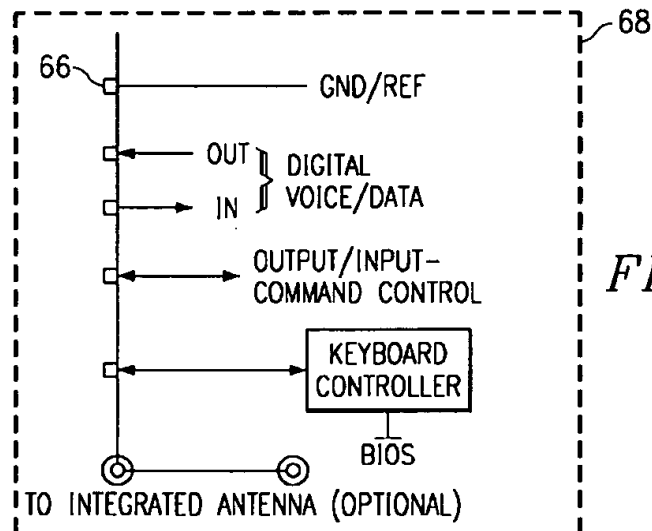 68
66
GND/REF
OUT
DIGITAL
VOICE/DATA
IN
OUTPUT/INPUT-
COMMAND CONTROL
KEYBOARD
CONTROLLER
BIOS
TO INTEGRATED ANTENNA (OPTIONAL)